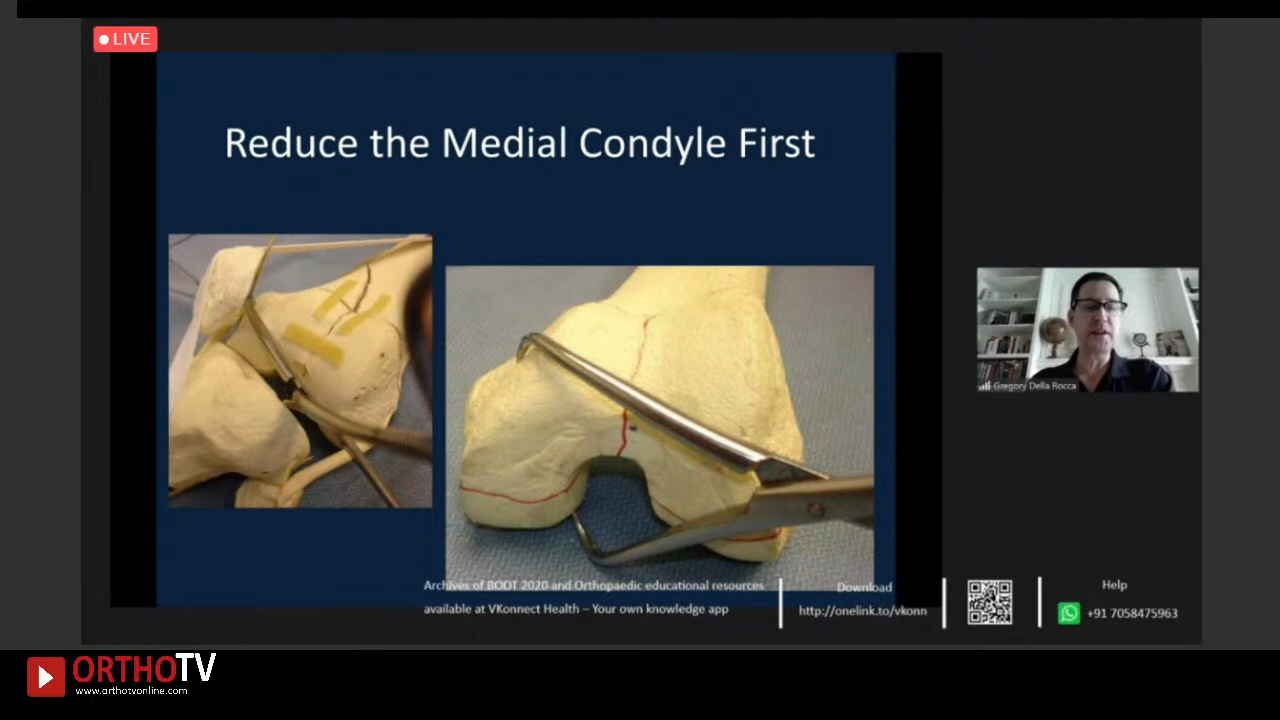 LIVE
Reduce the Medial Condyle First
Gregory Della Rocca
Archives of BOOT 2020 and Orthopaedic educational resources
available at VKonnect Health – Your own knowledge app
Download
http://onelink.to/vkonn
Help
+91 7058475963
ORTHOTV
www.orthotvonline.com